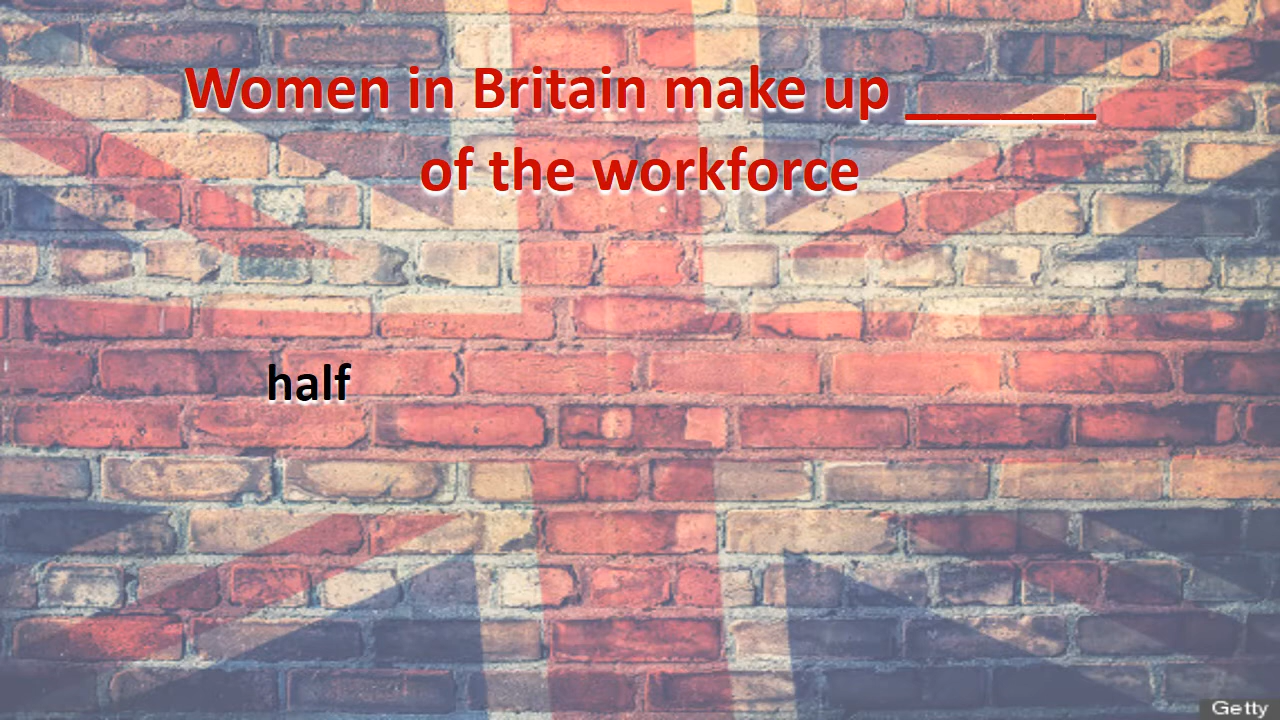 Women in Britain make up ______
of the workforce
half
Getty